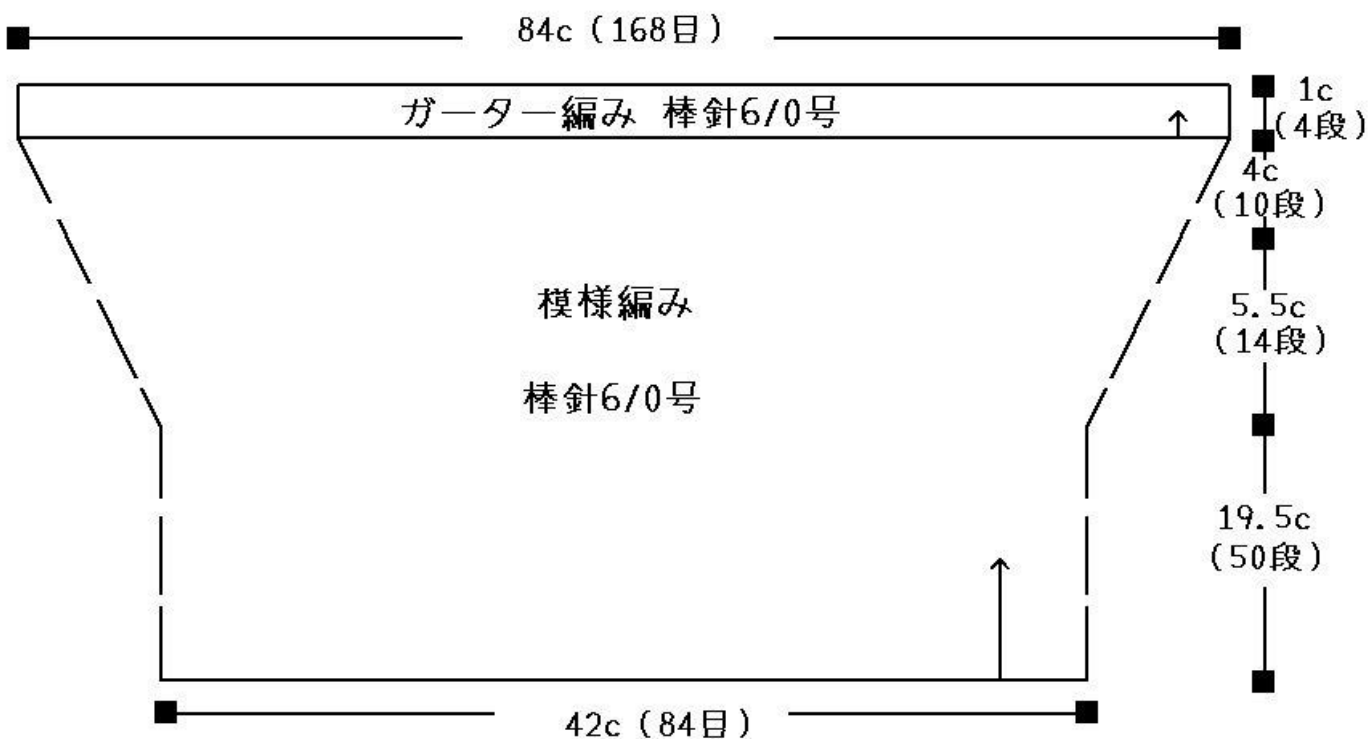 84c（168目）
ガーター編み 棒針6/0号
1c
（4段）
4c
（10段）
模様編み
5.5c
（14段）
棒針6/0号
19.5c
（50段）
42c（84目）